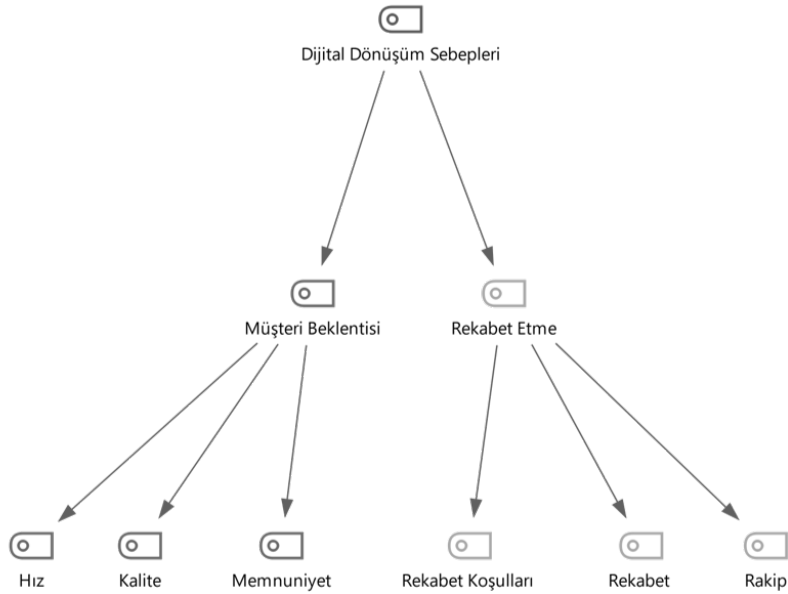 Dijital Dönüşüm Sebepleri
Müşteri Beklentisi
Rekabet Etme
Hız
Kalite
Memnuniyet
Rekabet Koşulları
Rekabet
Rakip